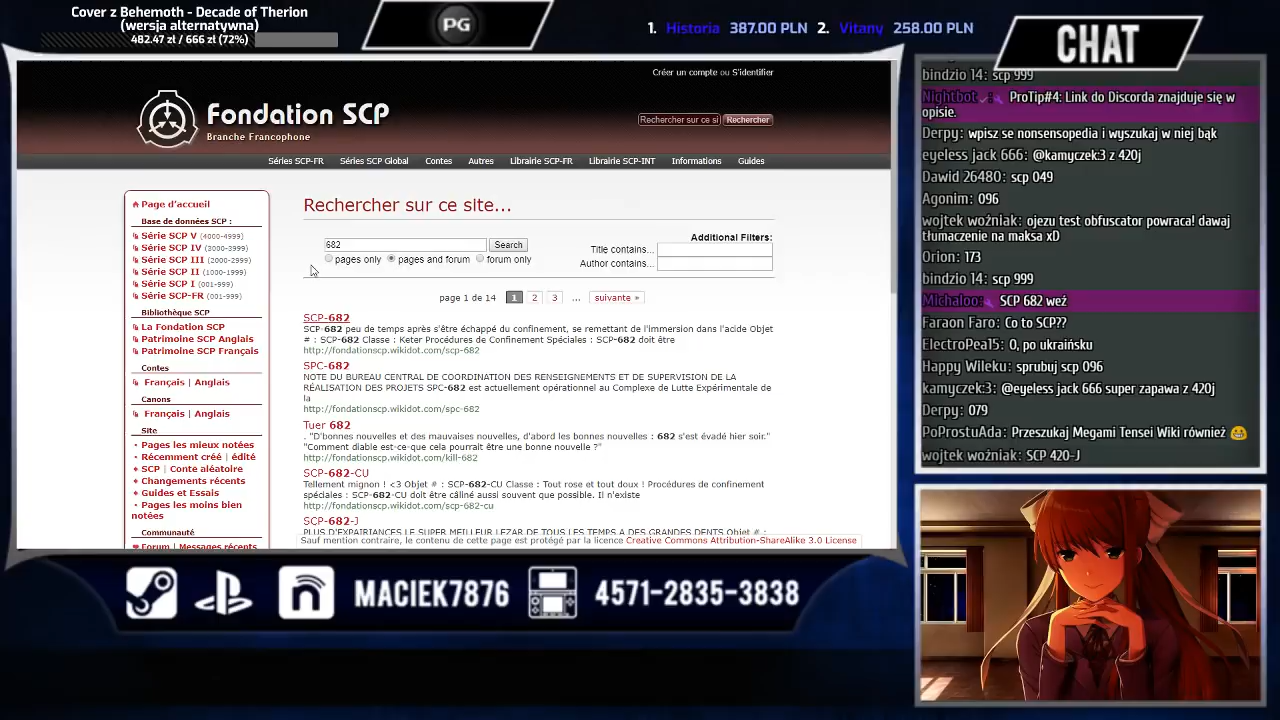 Cover z Behemoth - Decade of Therion
(wersja alternatywna)
482.47 zł / 666 zł (72%)
PG
1. Historia 387.00 PLN 2. Vitany 258.00 PLN
CHAT
Créer un compte ou S'identifier
Fondation SCP
Branche Francophone
Rechercher sur ce si
Rechercher
Séries SCP-FR Séries SCP Global Contes Autres Librairie SCP-FR Librairie SCP-INT Informations Guides
Page d'accueil
Base de données SCP :
Série SCP V (4000-4999)
Série SCP IV (3000-3999)
Série SCP III (2000-2999)
Série SCP II (1000-1999)
Série SCP I (001-999)
Série SCP-FR (001-999)
Bibliothèque SCP
La Fondation SCP
Patrimoine SCP Anglais
Patrimoine SCP Français
Contes
Français | Anglais
Canons
Français | Anglais
Site
Pages les mieux notées
Récemment créé | édité
SCP | Conte aléatoire
Changements récents
Guides et Essais
Pages les moins bien
notées
Communauté
Forum | Messages récents
Rechercher sur ce site...
682
Search
pages only pages and forum forum only
Additional Filters:
Title contains...
Author contains...
page 1 de 14 1 2 3 ... suivante »
SCP-682
SCP-682 peu de temps après s'être échappé du confinement, se remettant de l'immersion dans l'acide Objet
# : SCP-682 Classe : Keter Procédures de Confinement Spéciales : SCP-682 doit être
http://fondationscp.wikidot.com/scp-682
SPC-682
NOTE DU BUREAU CENTRAL DE COORDINATION DES RENSEIGNEMENTS ET DE SUPERVISION DE LA
RÉALISATION DES PROJETS SPC-682 est actuellement opérationnel au Complexe de Lutte Expérimentale de
la
http://fondationscp.wikidot.com/spc-682
Tuer 682
. "D'bonnes nouvelles et des mauvaises nouvelles, d'abord les bonnes nouvelles : 682 s'est évadé hier soir."
"Comment diable est-ce que cela pourrait être une bonne nouvelle ?"
http://fondationscp.wikidot.com/kill-682
SCP-682-CU
Tellement mignon ! <3 Objet # : SCP-682-CU Classe : Tout rose et tout doux ! Procédures de confinement
spéciales : SCP-682-CU doit être câliné aussi souvent que possible. Il n'existe
http://fondationscp.wikidot.com/scp-682-cu
SCP-682-J
PLUS D'EXPAIRIANCES LE SUPER MEILLEUR LEZAR DE TOUS LES TEMPS A DES GRANDES DENTS Objet # :
Sauf mention contraire, le contenu de cette page est protégé par la licence Creative Commons Attribution-ShareAlike 3.0 License
bindzio 14: scp 999
Nightbot: ProTip#4: Link do Discorda znajduje się w
opisie.
Derpy: wpisz se nonsensopedia i wyszukaj w niej bąk
eyeless jack 666: @kamyczek:3 z 420j
Dawid 26480: scp 049
Agonim: 096
wojtek woźniak: ojezu test obfuscator powraca! dawaj
tłumaczenie na maksa xD
Orion: 173
bindzio 14: scp 999
Michaloo: SCP 682 weź
Faraon Faro: Co to SCP??
ElectroPea15: O, po ukraińsku
Happy Wileku: sprubuj scp 096
kamyczek:3: @eyeless jack 666 super zapawa z 420j
Derpy: 079
PoProstuAda: Przeszukaj Megami Tensei Wiki również 😁
wojtek woźniak: SCP 420-J
MACIEK7876
4571-2835-3838